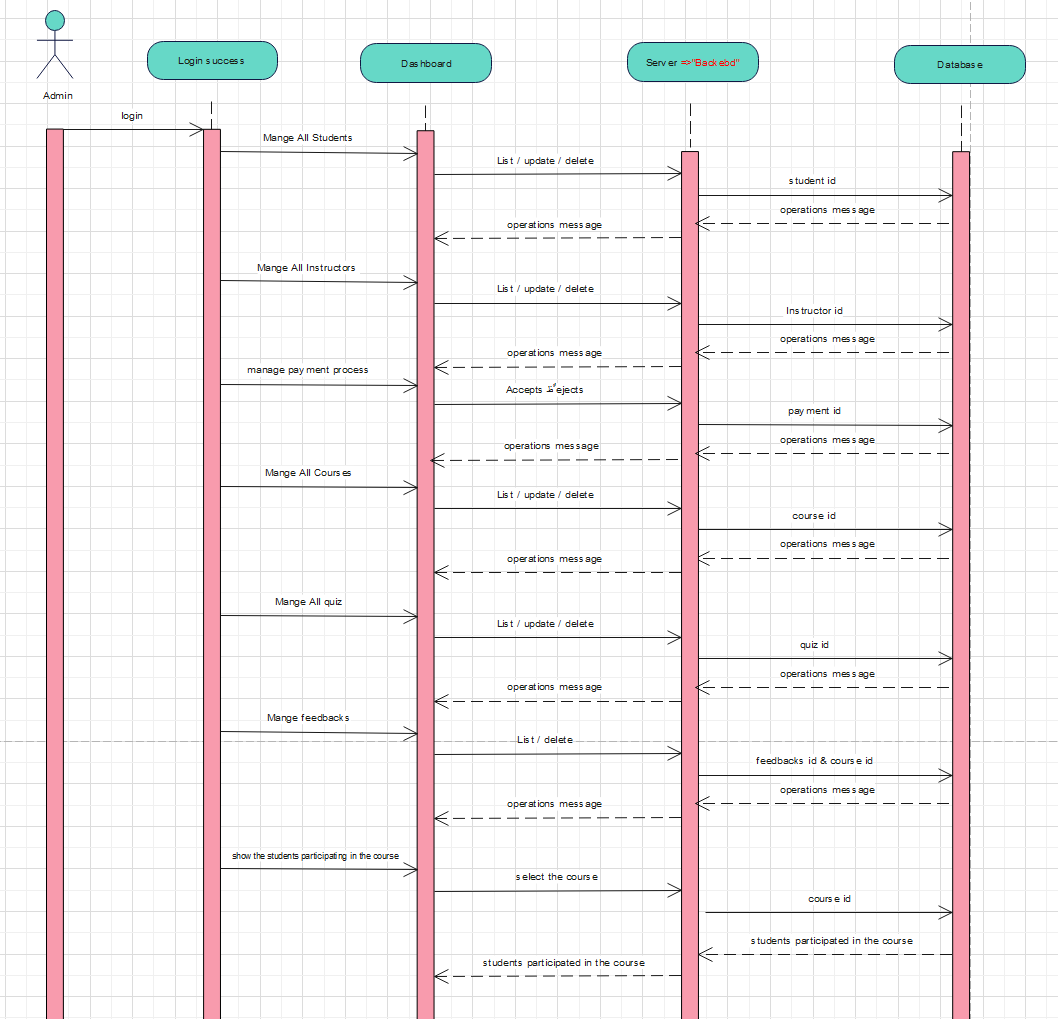 Login success
Dashboard
Server =>"Backebd"
Database
Admin
login
Mange All Students
List / update / delete
student id
operations message
operations message
Mange All Instructors
List / update / delete
Instructor id
operations message
operations message
manage payment process
Accepts ejects
payment id
operations message
operations message
Mange All Courses
List / update / delete
course id
operations message
operations message
Mange All quiz
List / update / delete
quiz id
operations message
operations message
Mange feedbacks
List / delete
feedbacks id & course id
operations message
operations message
show the students participating in the course
select the course
course id
students participated in the course
students participated in the course